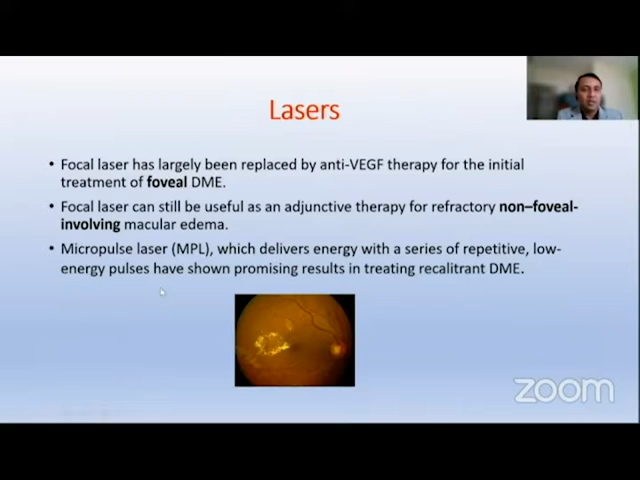 Lasers
• Focal laser has largely been replaced by anti-VEGF therapy for the initial
treatment of foveal DME.
• Focal laser can still be useful as an adjunctive therapy for refractory non–foveal-
involving macular edema.
• Micropulse laser (MPL), which delivers energy with a series of repetitive, low-
energy pulses have shown promising results in treating recalitrant DME.
zoom